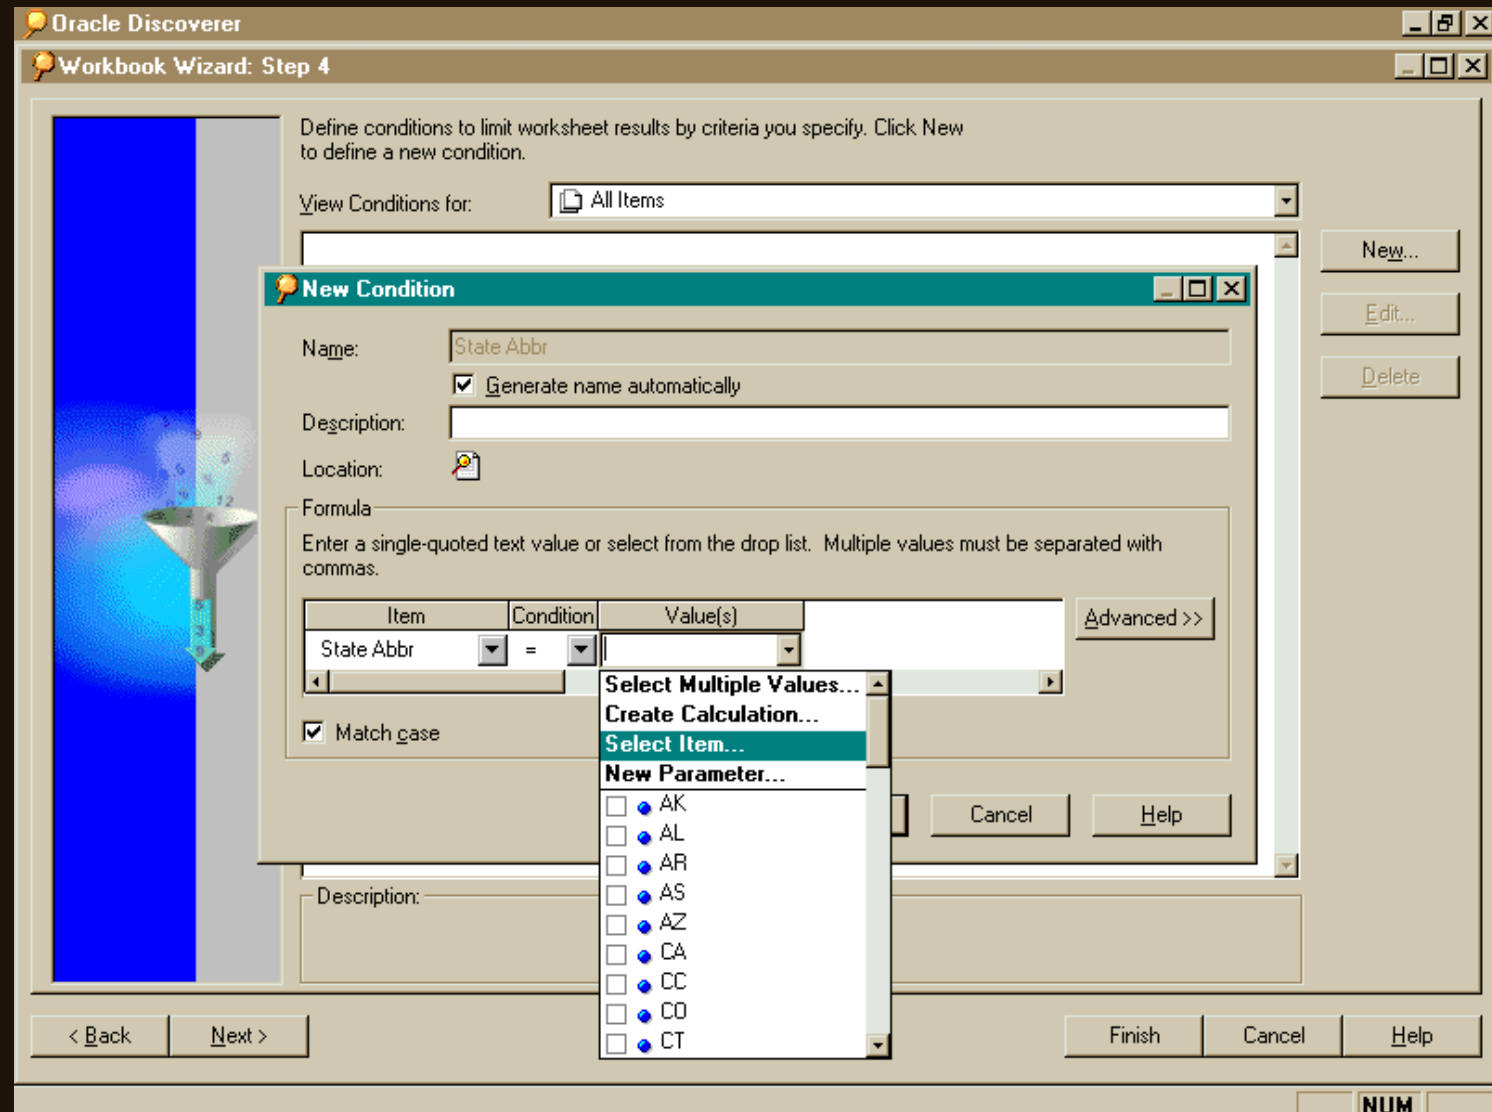 Oracle Discoverer
Workbook Wizard: Step 4
Define conditions to limit worksheet results by criteria you specify. Click New
to define a new condition.
View Conditions for:
All Items
New...
Edit...
Delete
New Condition
Name:
State Abbr
Generate name automatically
Description:
Location:
Formula
Enter a single-quoted text value or select from the drop list. Multiple values must be separated with
commas.
Item Condition Value(s)
Advanced >>
State Abbr =
Match case
Select Multiple Values...
Create Calculation...
Select Item...
New Parameter...
AK
AL
AR
AS
AZ
CA
CC
CO
CT
Cancel
Help
Description:
< Back
Next >
Finish
Cancel
Help
NUM